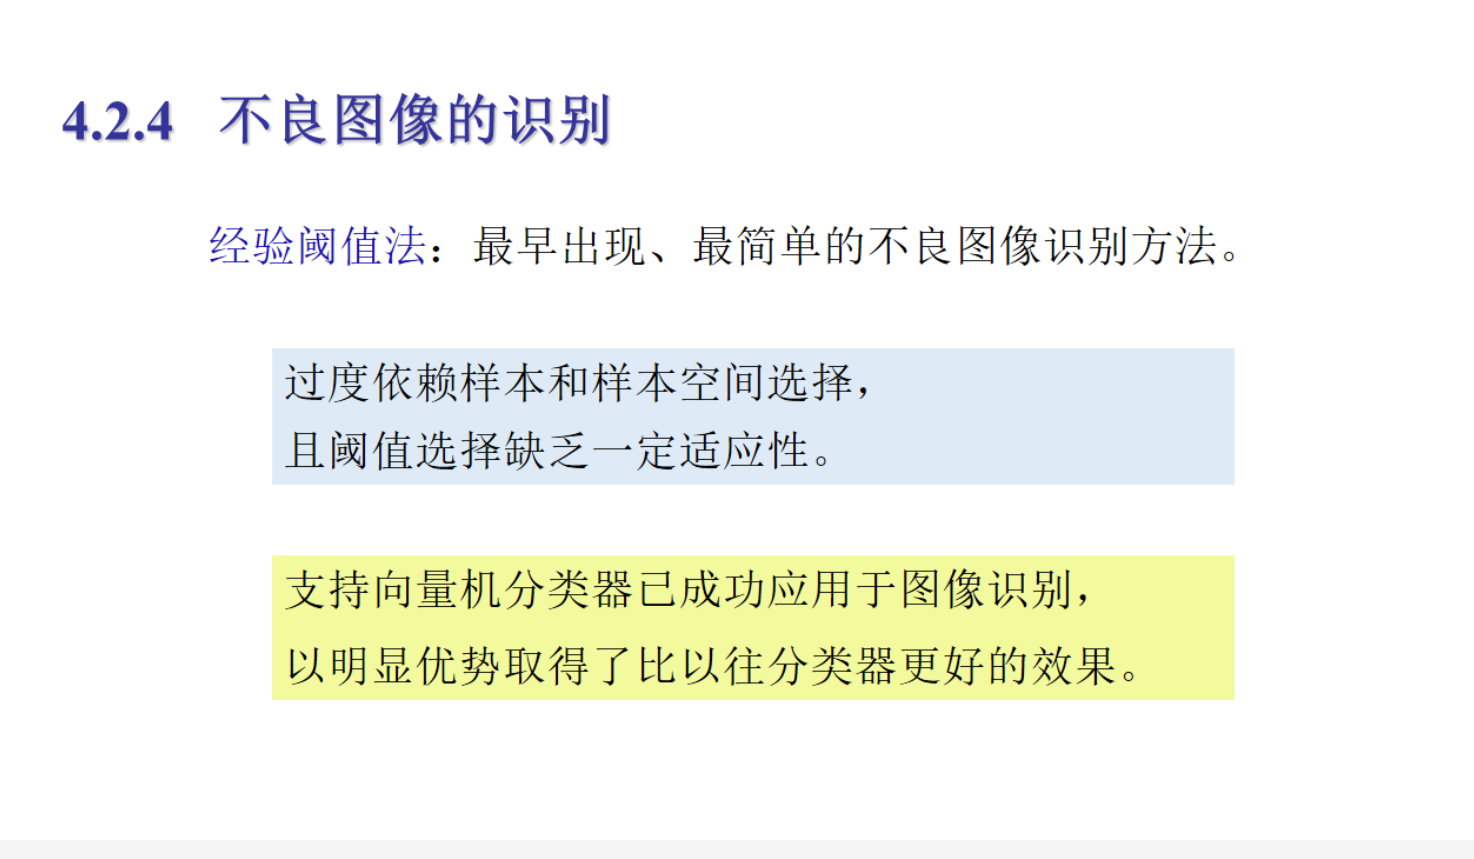 4.2.4 不良图像的识别
经验阈值法：最早出现、最简单的不良图像识别方法。
过度依赖样本和样本空间选择，
且阈值选择缺乏一定适应性。
支持向量机分类器已成功应用于图像识别，
以明显优势取得了比以往分类器更好的效果。